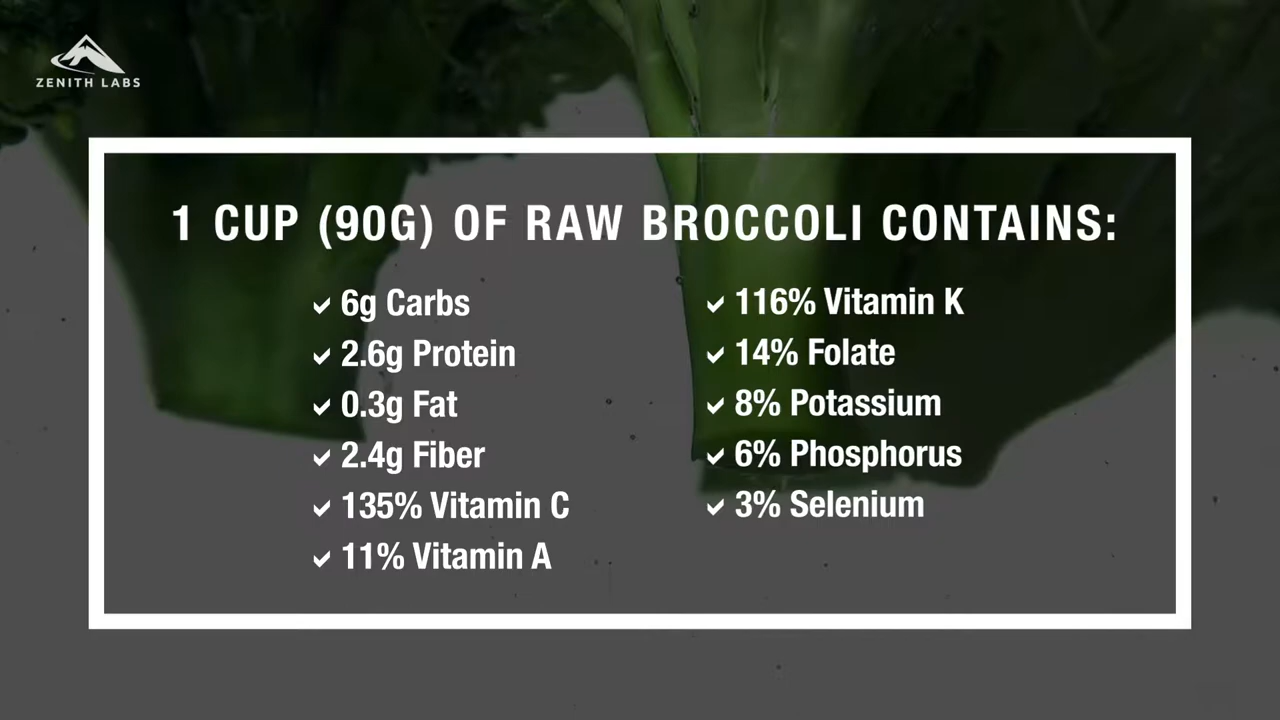 ZENITH LABS
1 CUP (90G) OF RAW BROCCOLI CONTAINS:
6g Carbs
2.6g Protein
0.3g Fat
2.4g Fiber
135% Vitamin C
11% Vitamin A
116% Vitamin K
14% Folate
8% Potassium
6% Phosphorus
3% Selenium